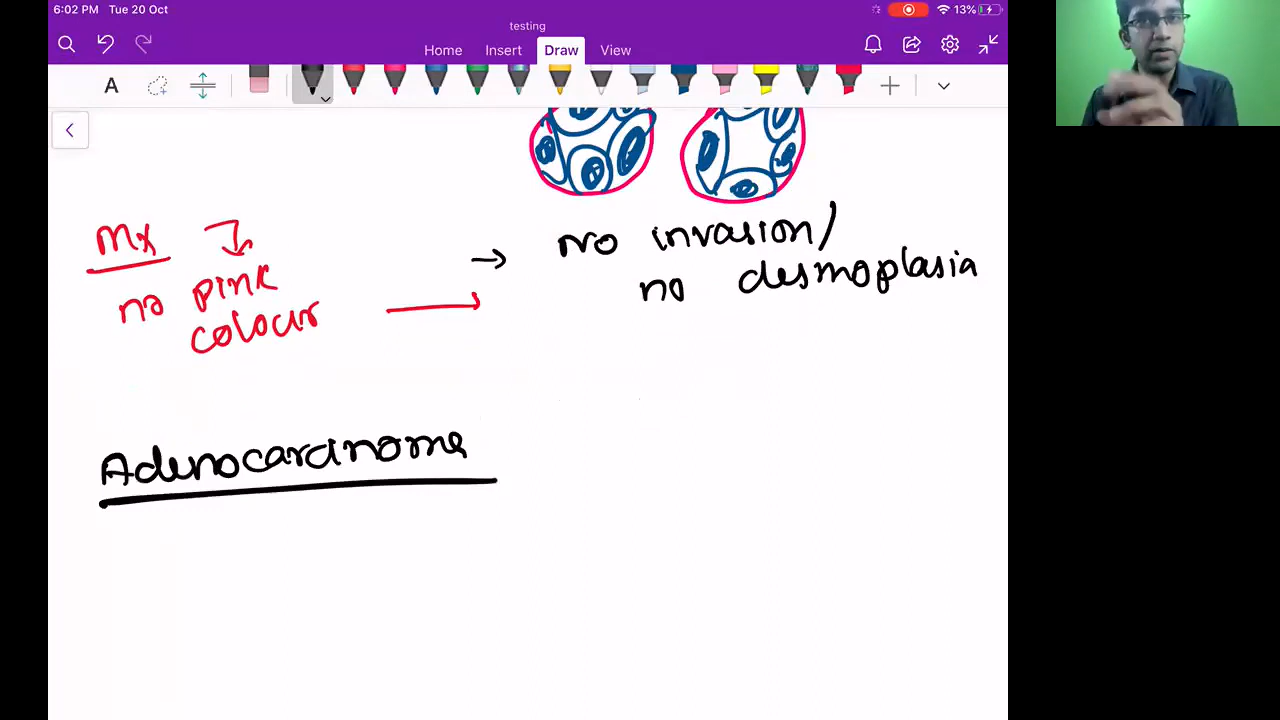 6:02 PM Tue 20 Oct
13%
testing
Home Insert Draw View
A
Mx
no pink
colour
no invasion/
no desmoplasia
Adenocarcinoma